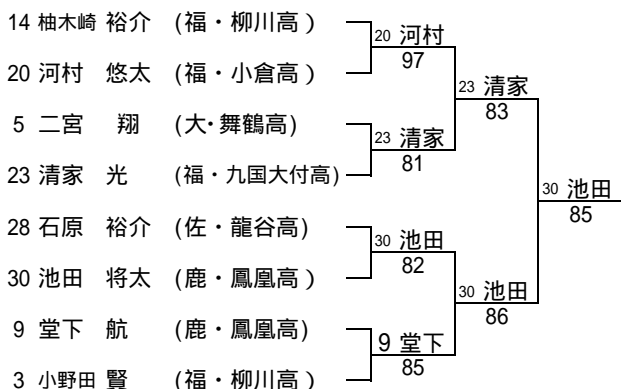 14 柚木崎 裕介 (福・柳川高)
20 河村
97
20 河村 悠太 (福・小倉高)
23 清家
83
5 二宮 翔 (大・舞鶴高)
23 清家
81
23 清家 光 (福・九国大付高)
30 池田
85
28 石原 裕介 (佐・龍谷高)
30 池田
82
30 池田 将太 (鹿・鳳凰高)
30 池田
86
9 堂下 航 (鹿・鳳凰高)
9 堂下
85
3 小野田 賢 (福・柳川高)